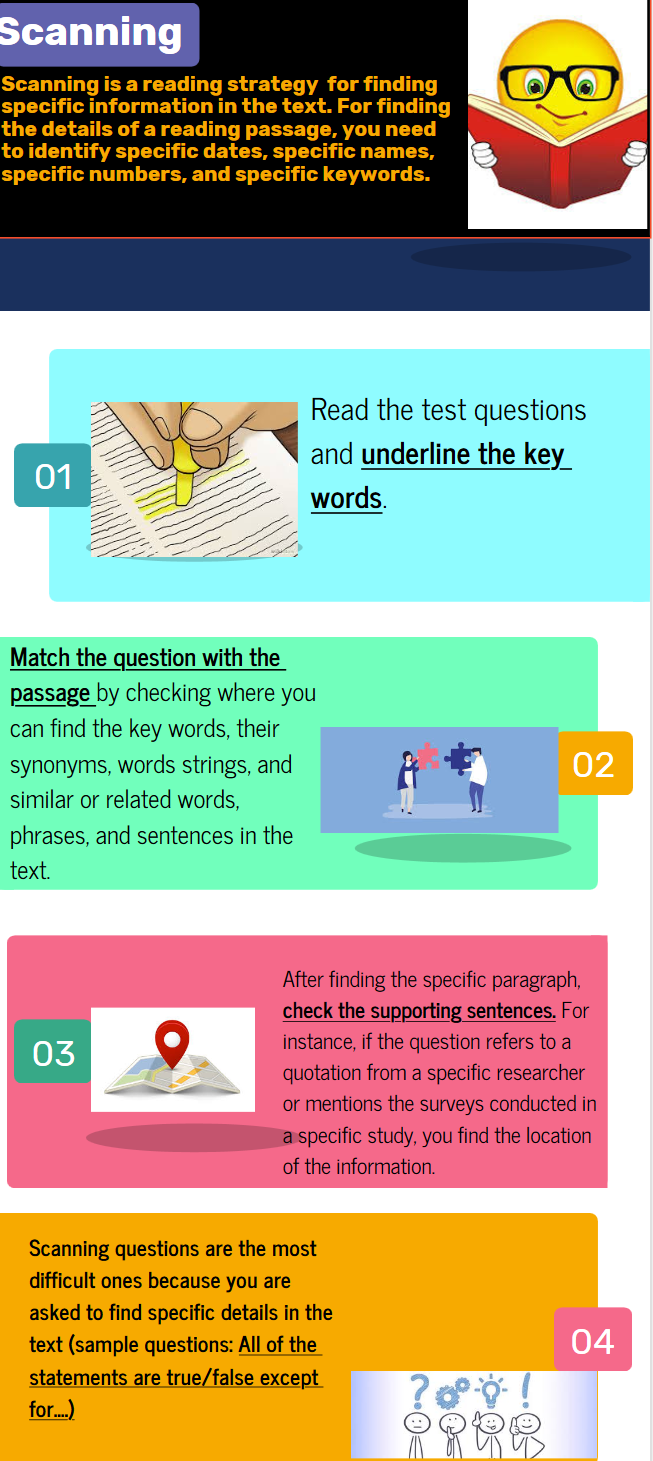 Scanning
Scanning is a reading strategy for finding
specific information in the text. For finding
the details of a reading passage, you need
to identify specific dates, specific names,
specific numbers, and specific keywords.
01
Read the test questions
and underline the key
words.
Match the question with the
passage by checking where you
can find the key words, their
synonyms, words strings, and
similar or related words,
phrases, and sentences in the
text.
02
03
After finding the specific paragraph,
check the supporting sentences. For
instance, if the question refers to a
quotation from a specific researcher
or mentions the surveys conducted in
a specific study, you find the location
of the information.
Scanning questions are the most
difficult ones because you are
asked to find specific details in the
text (sample questions: All of the
statements are true/false except
for....)
04